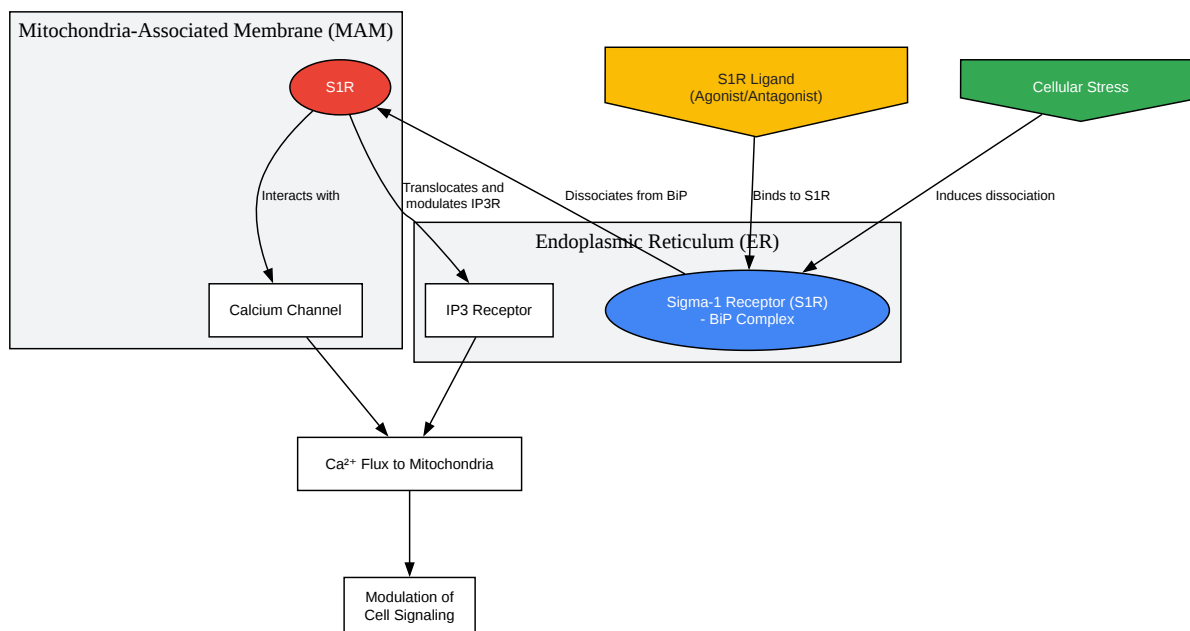 Mitochondria-Associated Membrane (MAM)
S1R
S1R Ligand
(Agonist/Antagonist)
Cellular Stress
Interacts with
Translocates and
modulates IP3R
Dissociates from BiP
Binds to S1R
Induces dissociation
Endoplasmic Reticulum (ER)
Calcium Channel
IP3 Receptor
Sigma-1 Receptor (S1R)
- BiP Complex
Ca²⁺ Flux to Mitochondria
Modulation of
Cell Signaling